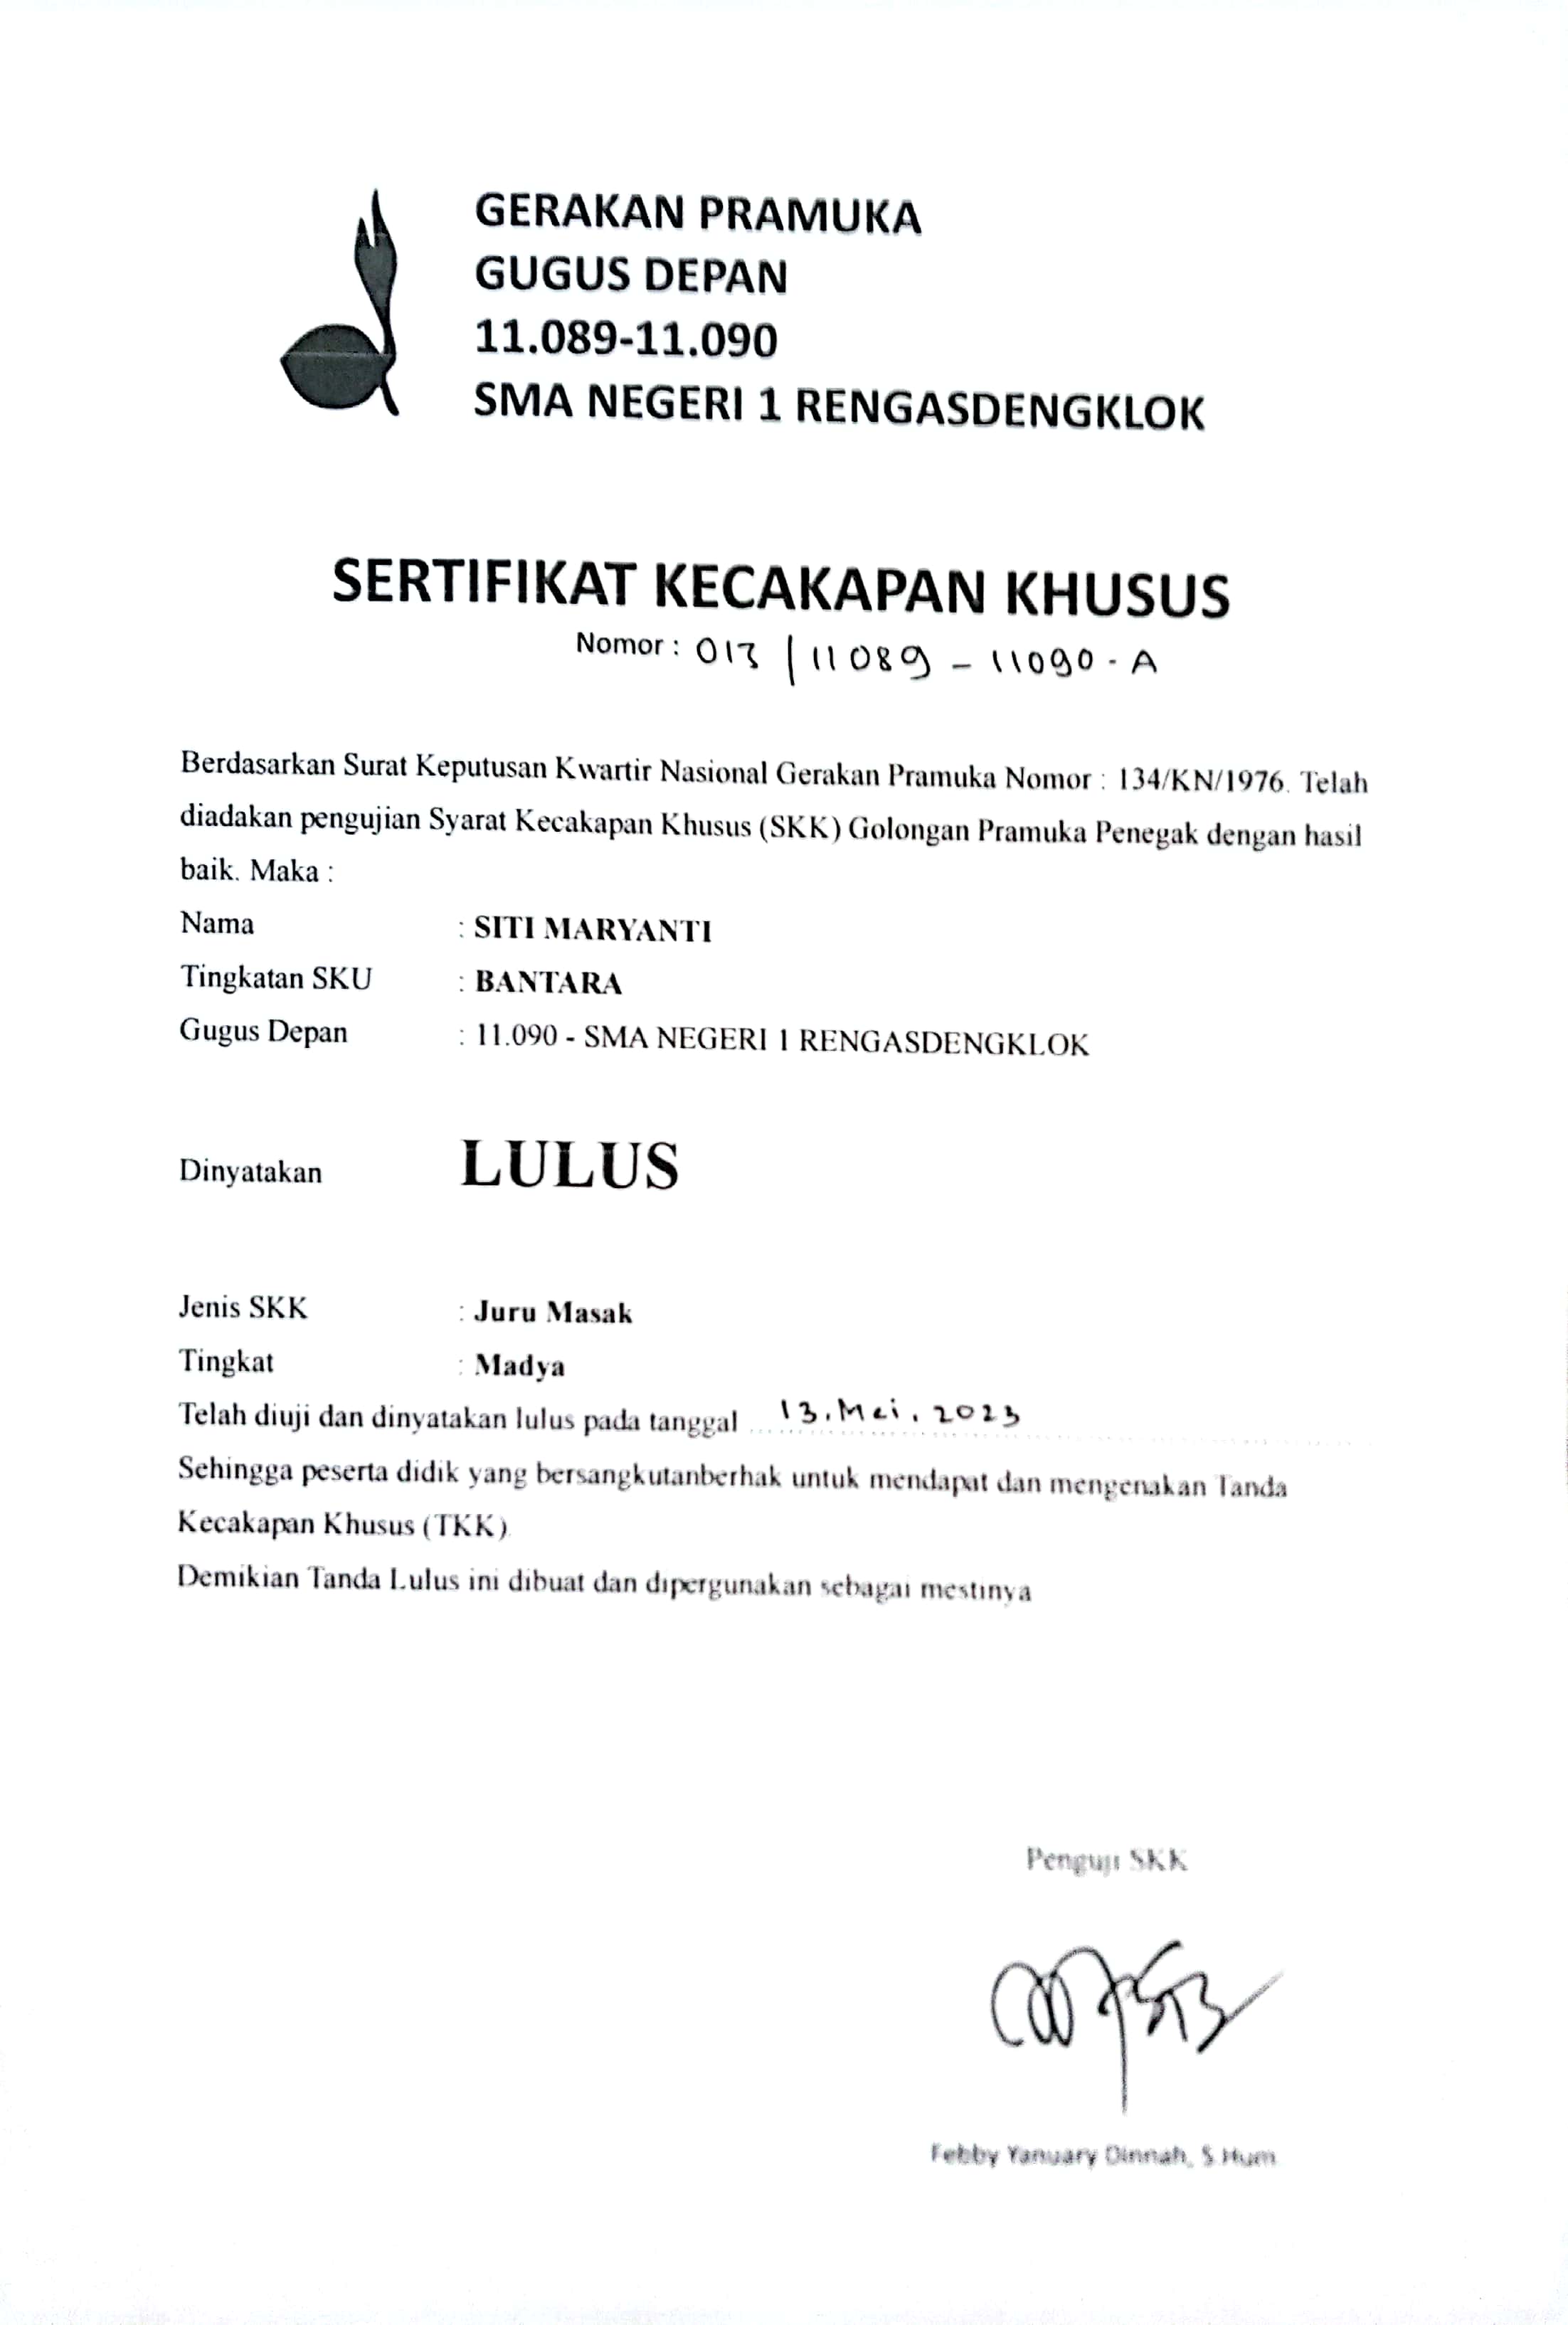 GERAKAN PRAMUKA
GUGUS DEPAN
11.089-11.090
SMA NEGERI 1 RENGASDENGKLOK
SERTIFIKAT KECAKAPAN KHUSUS
Nomor : 013 / 11089 - 11090 - A
Berdasarkan Surat Keputusan Kwartir Nasional Gerakan Pramuka Nomor : 134/KN/1976. Telah
diadakan pengujian Syarat Kecakapan Khusus (SKK) Golongan Pramuka Penegak dengan hasil
baik. Maka :
Nama : SITI MARYANTI
Tingkatan SKU : BANTARA
Gugus Depan : 11.090 - SMA NEGERI 1 RENGASDENGKLOK
Dinyatakan LULUS
Jenis SKK : Juru Masak
Tingkat : Madya
Telah diuji dan dinyatakan lulus pada tanggal 13. Mei. 2023
Sehingga peserta didik yang bersangkutanberhak untuk mendapat dan mengenakan Tanda
Kecakapan Khusus (TKK)
Demikian Tanda Lulus ini dibuat dan dipergunakan sebagai mestinya
Penguji SKK
Febby Yanuary Dinnah, S.Hum